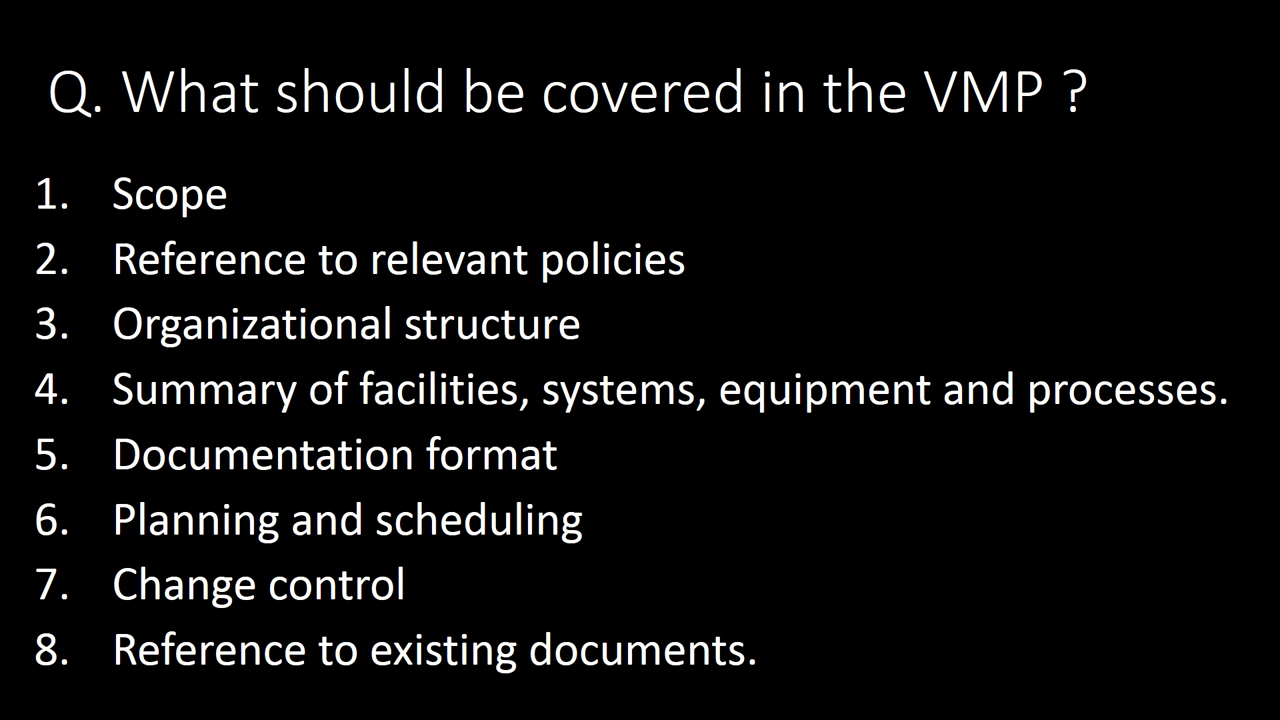 Q. What should be covered in the VMP ?
1. Scope
2. Reference to relevant policies
3. Organizational structure
4. Summary of facilities, systems, equipment and processes.
5. Documentation format
6. Planning and scheduling
7. Change control
8. Reference to existing documents.